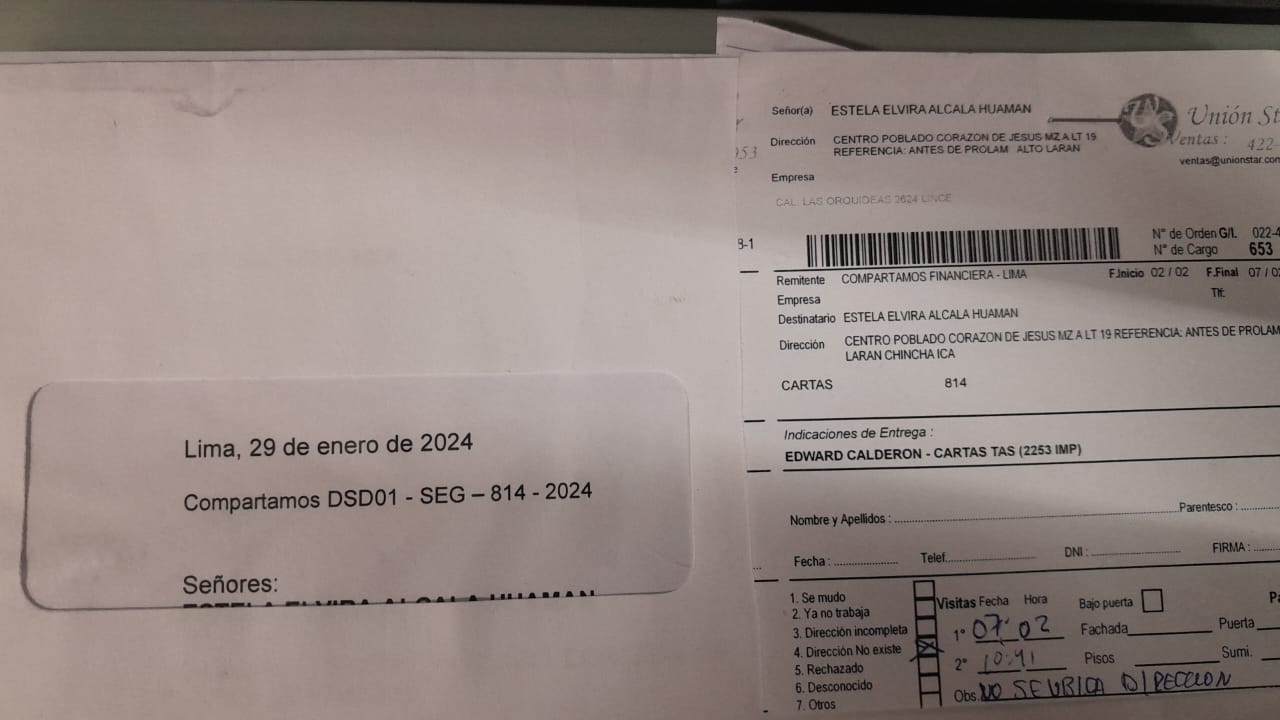 Lima, 29 de enero de 2024
Compartamos DSD01 - SEG – 814 - 2024
Señores:
ESTELA ELVIRA ALCALA HUAMAN
Señor(a) ESTELA ELVIRA ALCALA HUAMAN
Unión St
Dirección CENTRO POBLADO CORAZON DE JESUS MZ A LT 19
REFERENCIA: ANTES DE PROLAM ALTO LARAN
Ventas : 422-
ventas@unionstar.com
953
Empresa
CAL. LAS ORQUIDEAS 2624 LINCE
8-1
N° de Orden G/I. 022-4
N° de Cargo 653
Remitente COMPARTAMOS FINANCIERA - LIMA F.Inicio 02 / 02 F.Final 07 / 02
Empresa Tlf:
Destinatario ESTELA ELVIRA ALCALA HUAMAN
Dirección CENTRO POBLADO CORAZON DE JESUS MZ A LT 19 REFERENCIA: ANTES DE PROLAM
LARAN CHINCHA ICA
CARTAS 814
Indicaciones de Entrega :
EDWARD CALDERON - CARTAS TAS (2253 IMP)
Nombre y Apellidos : Parentesco :
Fecha : Telef. DNI : FIRMA :
1. Se mudo
2. Ya no trabaja
3. Dirección incompleta
4. Dirección No existe
5. Rechazado
6. Desconocido
7. Otros
Visitas Fecha Hora Bajo puerta
1° 07 02 Fachada Puerta
2° 10:41 Pisos Sumi.
Obs. NO SE UBICA DIRECCION